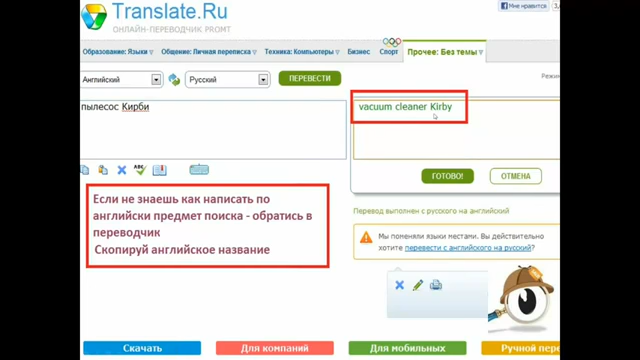 Translate.Ru
ОНЛАЙН-ПЕРЕВОДЧИК PROMT
Мне нравится
Образование: Языки
Общение: Личная переписка
Техника: Компьютеры
Бизнес
Спорт
Прочее: Без темы
Английский
Русский
ПЕРЕВЕСТИ
Режим
пылесос Кирби
vacuum cleaner Kirby
ABC
ГОТОВО!
ОТМЕНА
Если не знаешь как написать по
английски предмет поиска - обратись в
переводчик
Скопируй английское название
Перевод выполнен с русского на английский
Мы поменяли языки местами. Вы действительно
хотите перевести с английского на русский?
Скачать
Для компаний
Для мобильных
Ручной пере